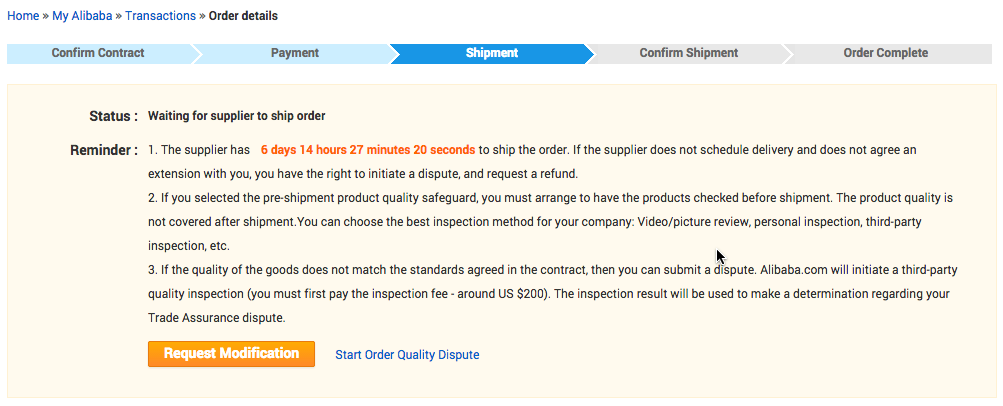 Home » My Alibaba » Transactions » Order details
Confirm Contract Payment Shipment Confirm Shipment Order Complete
Status : Waiting for supplier to ship order
Reminder : 1. The supplier has 6 days 14 hours 27 minutes 20 seconds to ship the order. If the supplier does not schedule delivery and does not agree an
extension with you, you have the right to initiate a dispute, and request a refund.
2. If you selected the pre-shipment product quality safeguard, you must arrange to have the products checked before shipment. The product quality is
not covered after shipment.You can choose the best inspection method for your company: Video/picture review, personal inspection, third-party
inspection, etc.
3. If the quality of the goods does not match the standards agreed in the contract, then you can submit a dispute. Alibaba.com will initiate a third-party
quality inspection (you must first pay the inspection fee - around US $200). The inspection result will be used to make a determination regarding your
Trade Assurance dispute.
Request Modification Start Order Quality Dispute